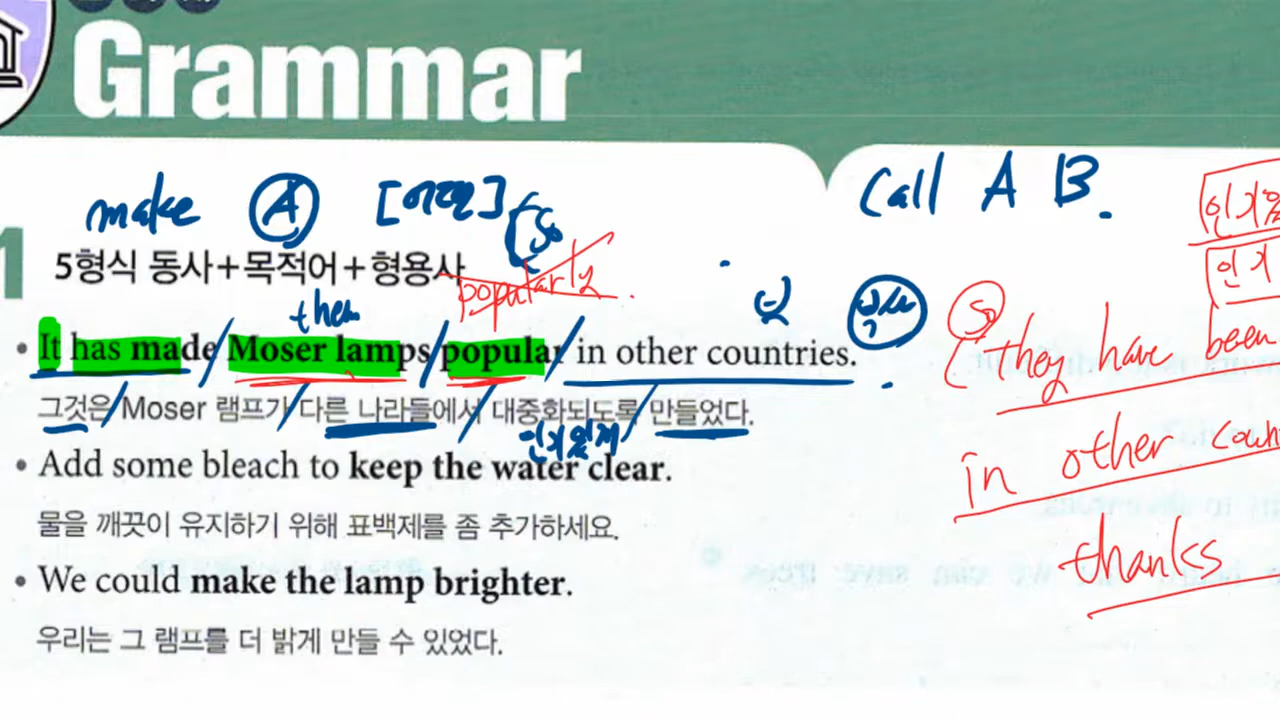 Grammar
make A [어떤]
Call A B.
5형식 동사+목적어+형용사
popularly
them
So
• It has made Moser lamps popular in other countries.
그것은 Moser 램프가 다른 나라들에서 대중화되도록 만들었다.
인기있게
• Add some bleach to keep the water clear.
물을 깨끗이 유지하기 위해 표백제를 좀 추가하세요.
• We could make the lamp brighter.
우리는 그 램프를 더 밝게 만들 수 있었다.
So
인기
they have been
in other coun
thanks